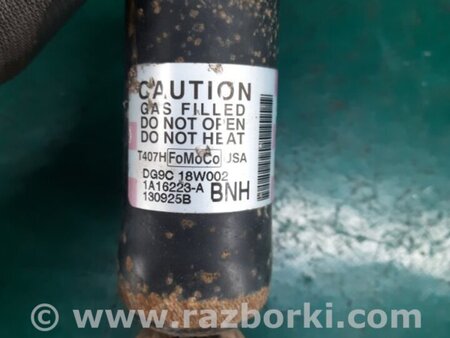 CAUTION
GAS FILLED
DO NOT OPEN
DO NOT HEAT
T407H FoMoCo JSA
DG9C 18W002
1A16223-A
130925B BNH
© www.razborki.com